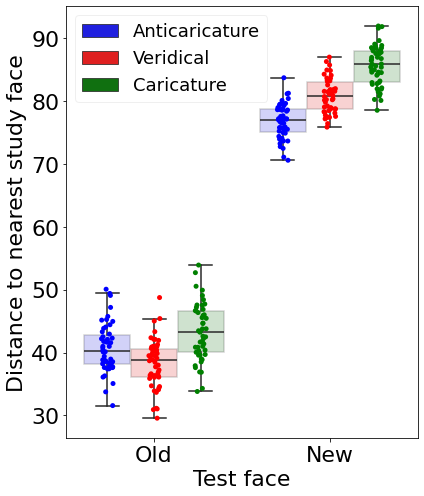 Anticaricature
Veridical
Caricature
Distance to nearest study face
90
80
70
60
50
40
30
Old
New
Test face